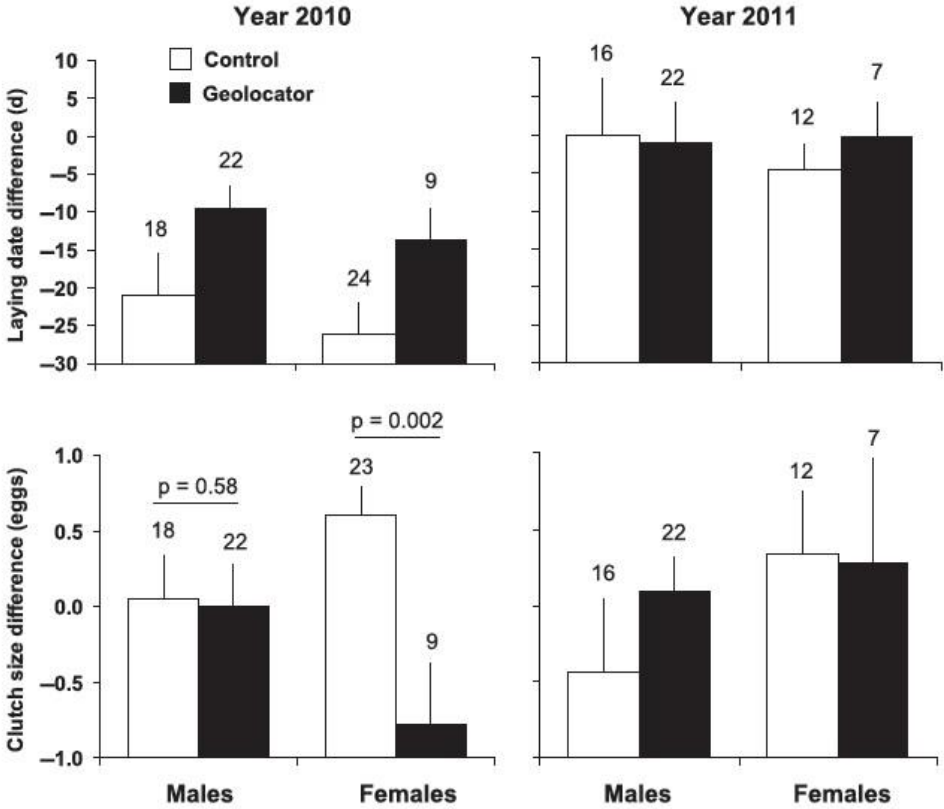 Year 2010
Year 2011
Control
Geolocator
Laying date difference (d)
10
5
0
–5
–10
–15
–20
–25
–30
18
22
24
9
16
22
12
7
Clutch size difference (eggs)
1.0
0.5
0.0
–0.5
–1.0
p = 0.58
18
22
p = 0.002
23
9
16
22
12
7
Males
Females
Males
Females